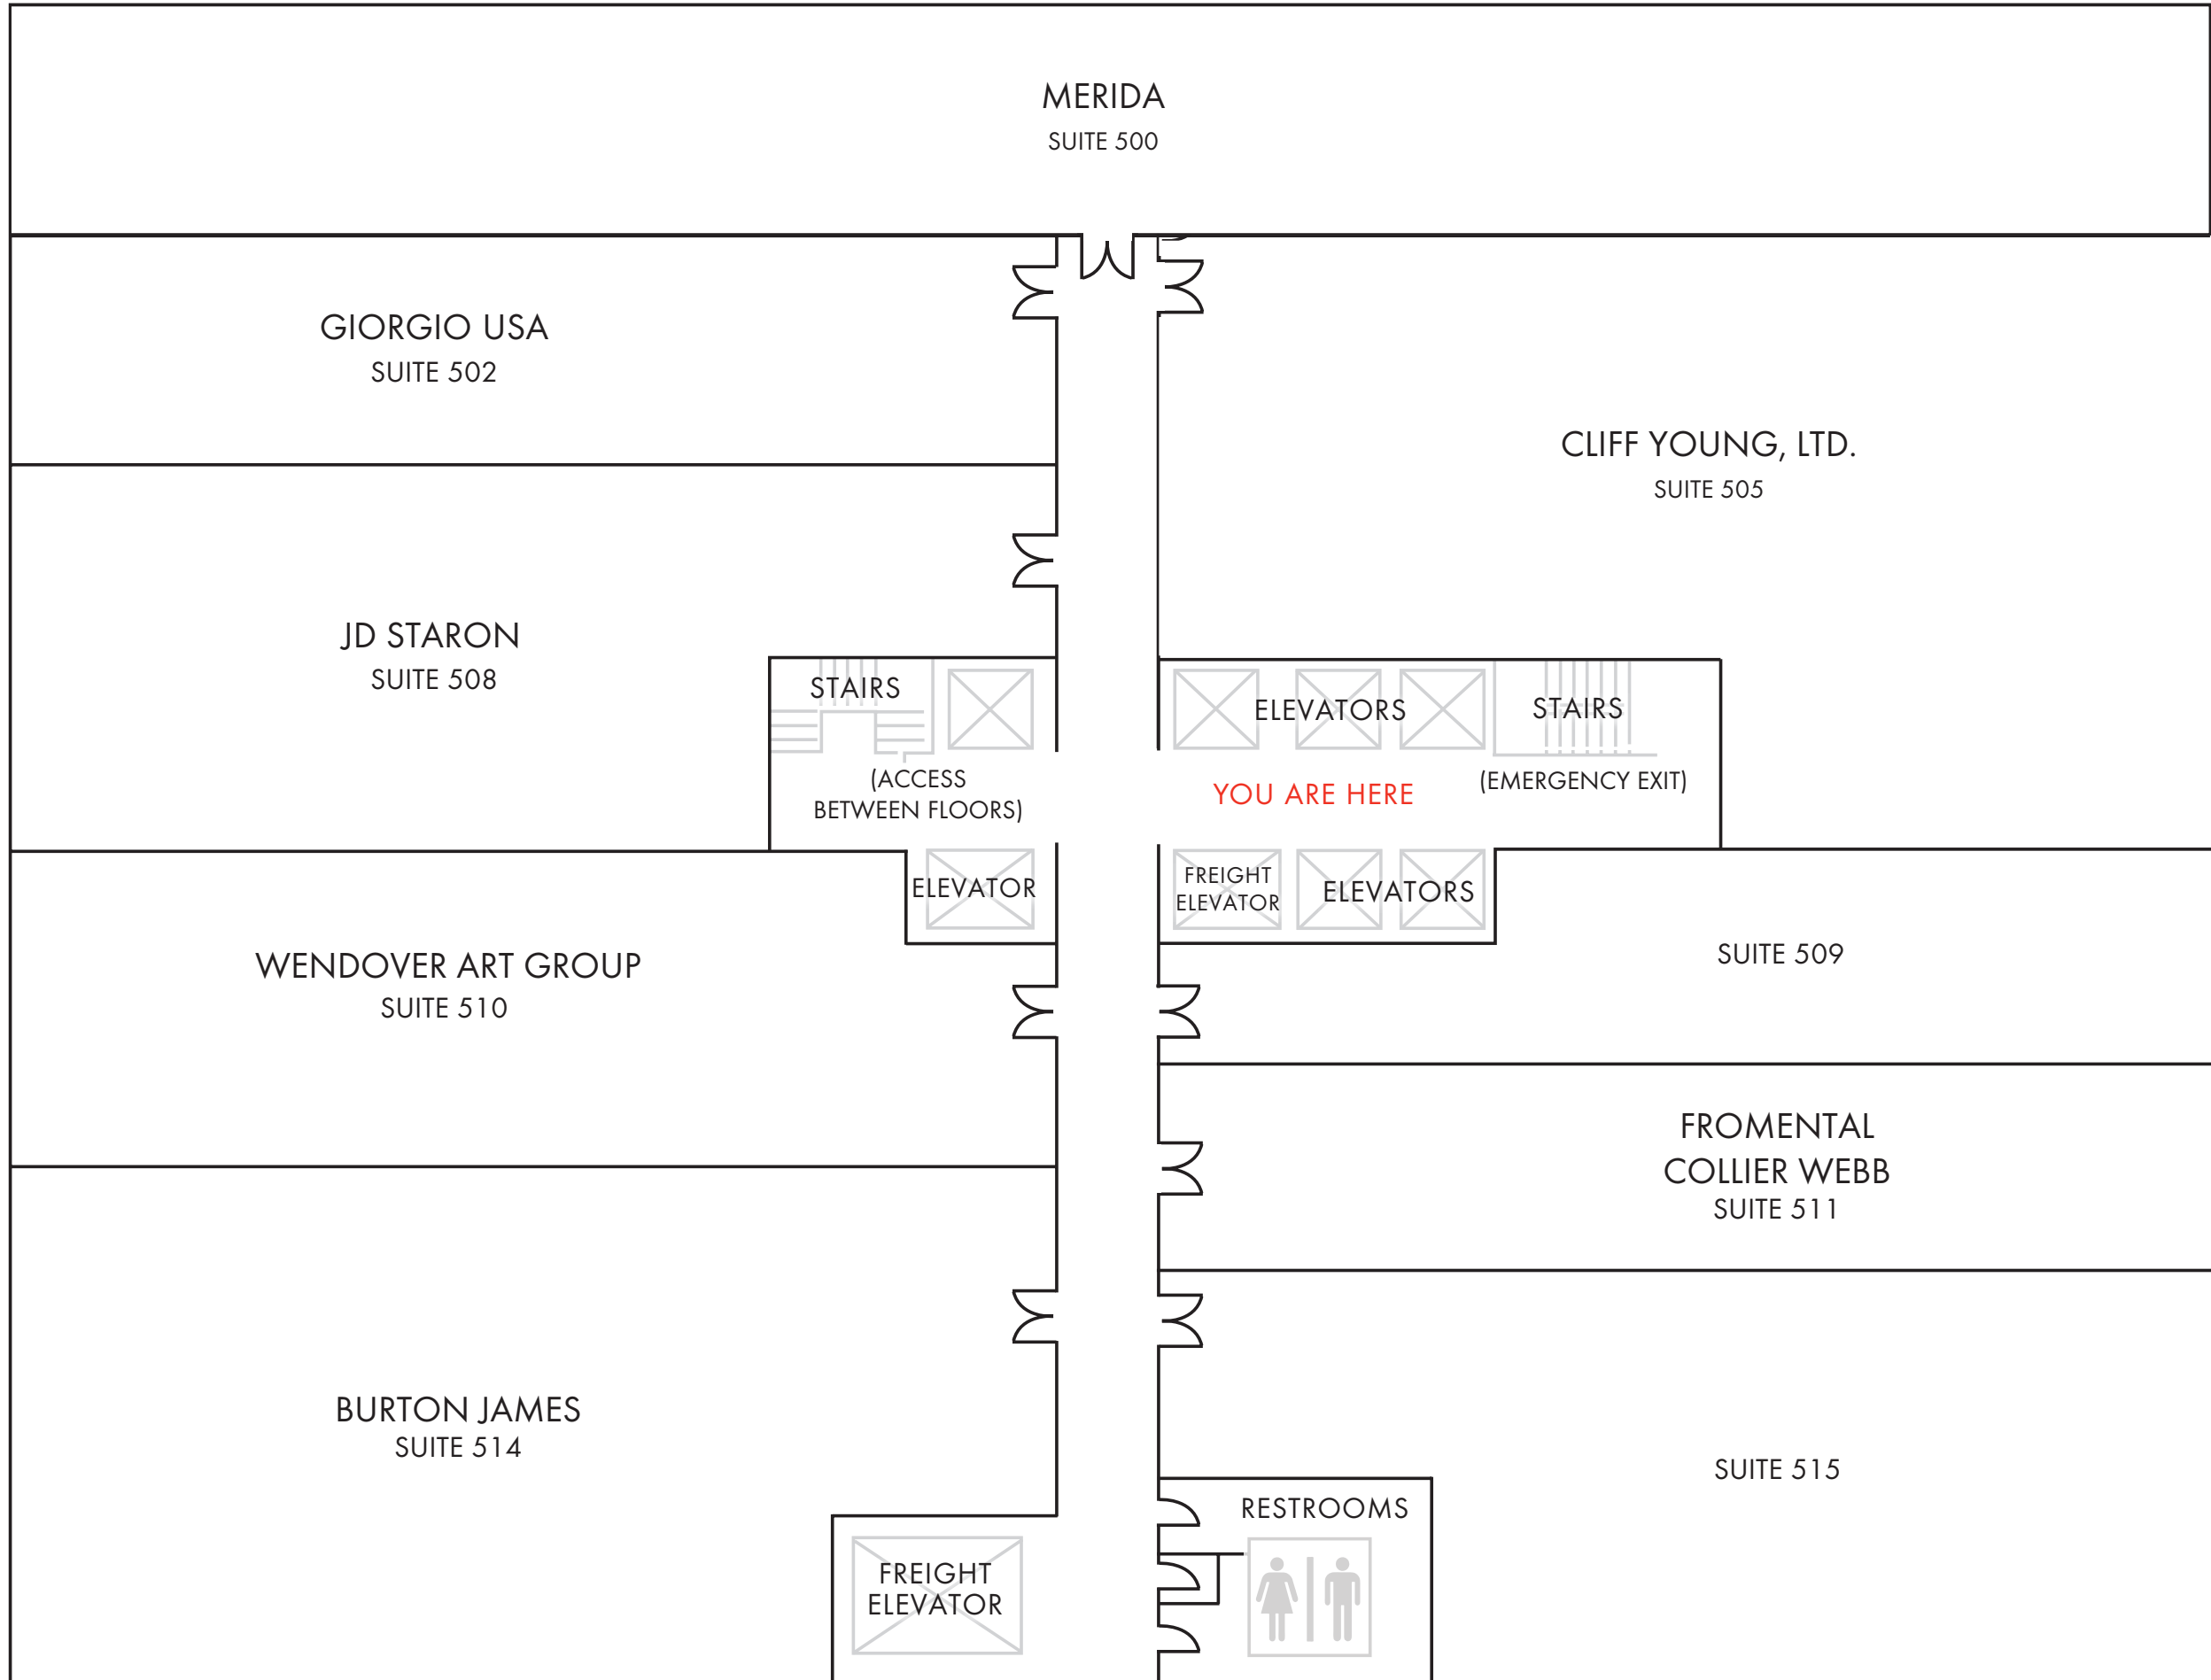 MERIDA
SUITE 500
GIORGIO USA
SUITE 502
CLIFF YOUNG, LTD.
SUITE 505
JD STARON
SUITE 508
STAIRS
(ACCESS
BETWEEN FLOORS)
ELEVATORS
STAIRS
YOU ARE HERE
(EMERGENCY EXIT)
ELEVATOR
FREIGHT
ELEVATOR
ELEVATORS
WENDOVER ART GROUP
SUITE 510
SUITE 509
FROMENTAL
COLLIER WEBB
SUITE 511
BURTON JAMES
SUITE 514
SUITE 515
RESTROOMS
FREIGHT
ELEVATOR